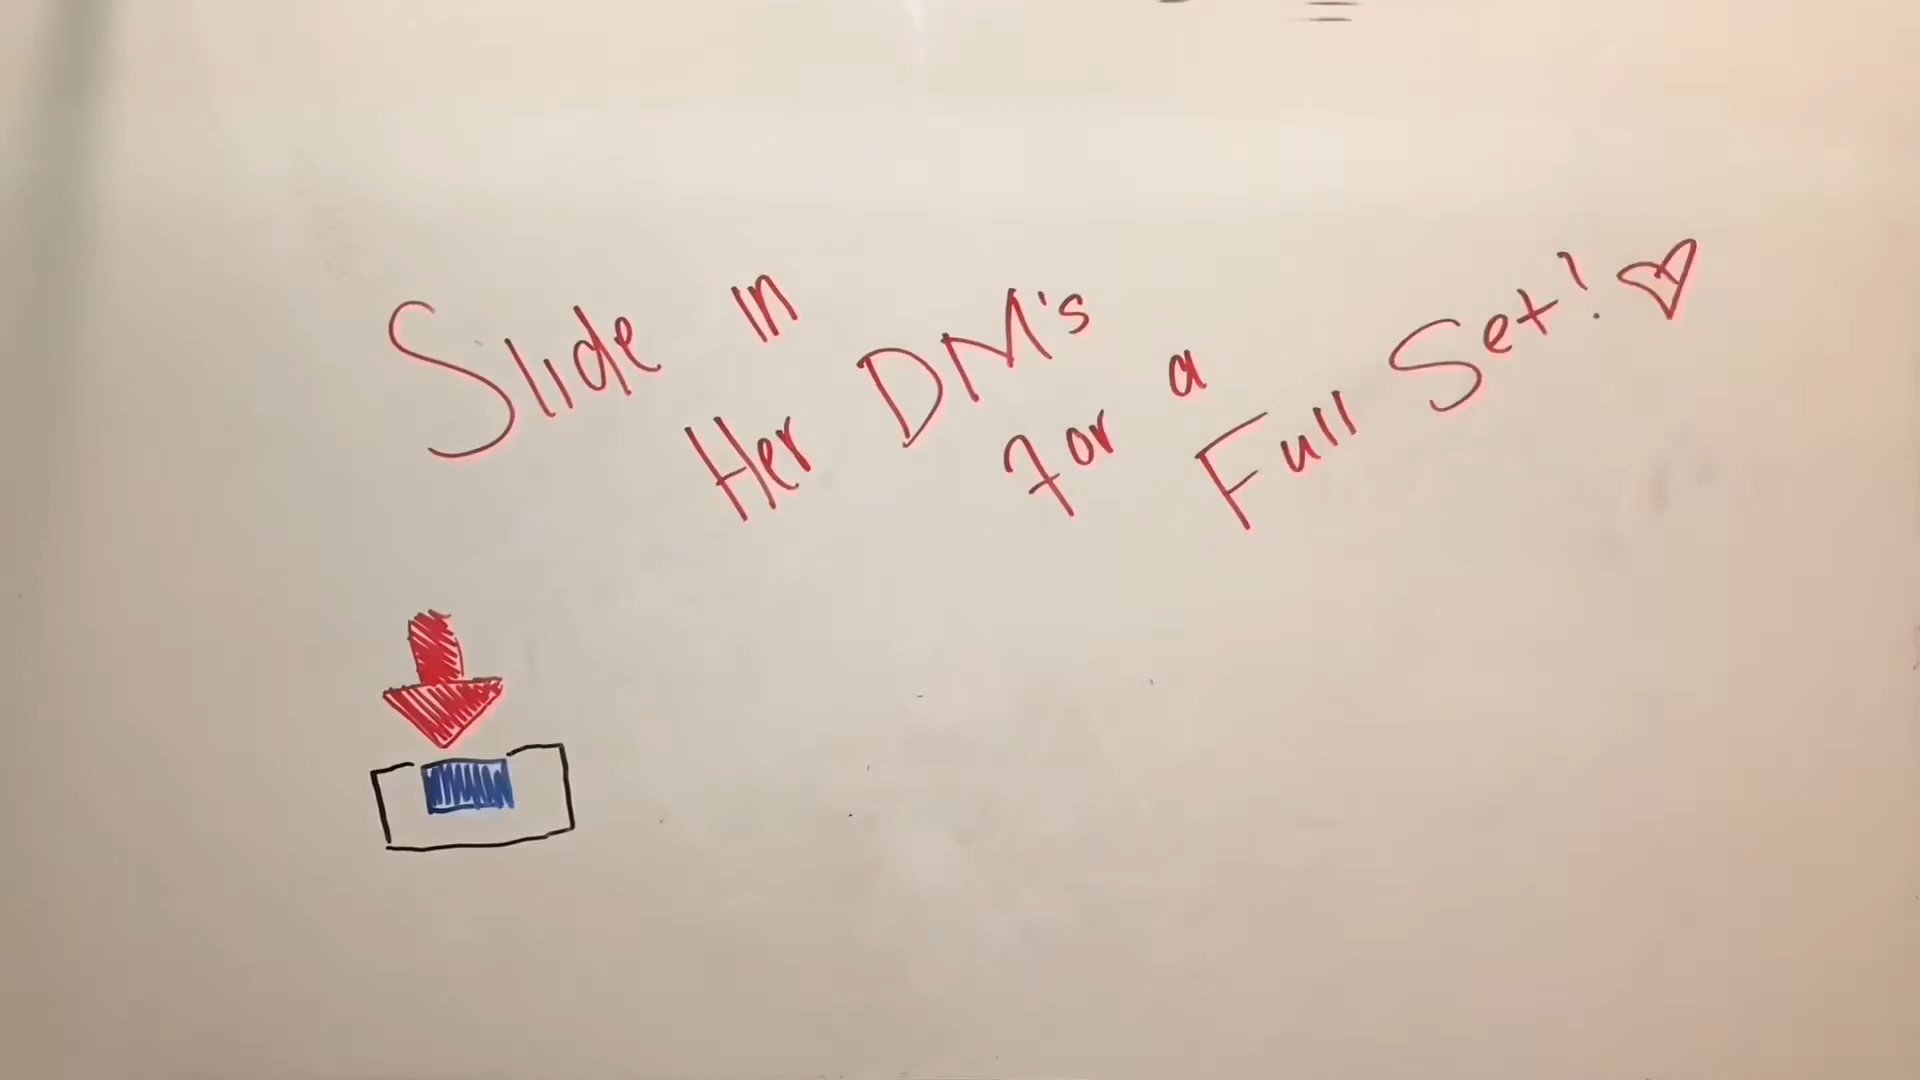 Slide in
Her DM's
for a
Full Set! ♡